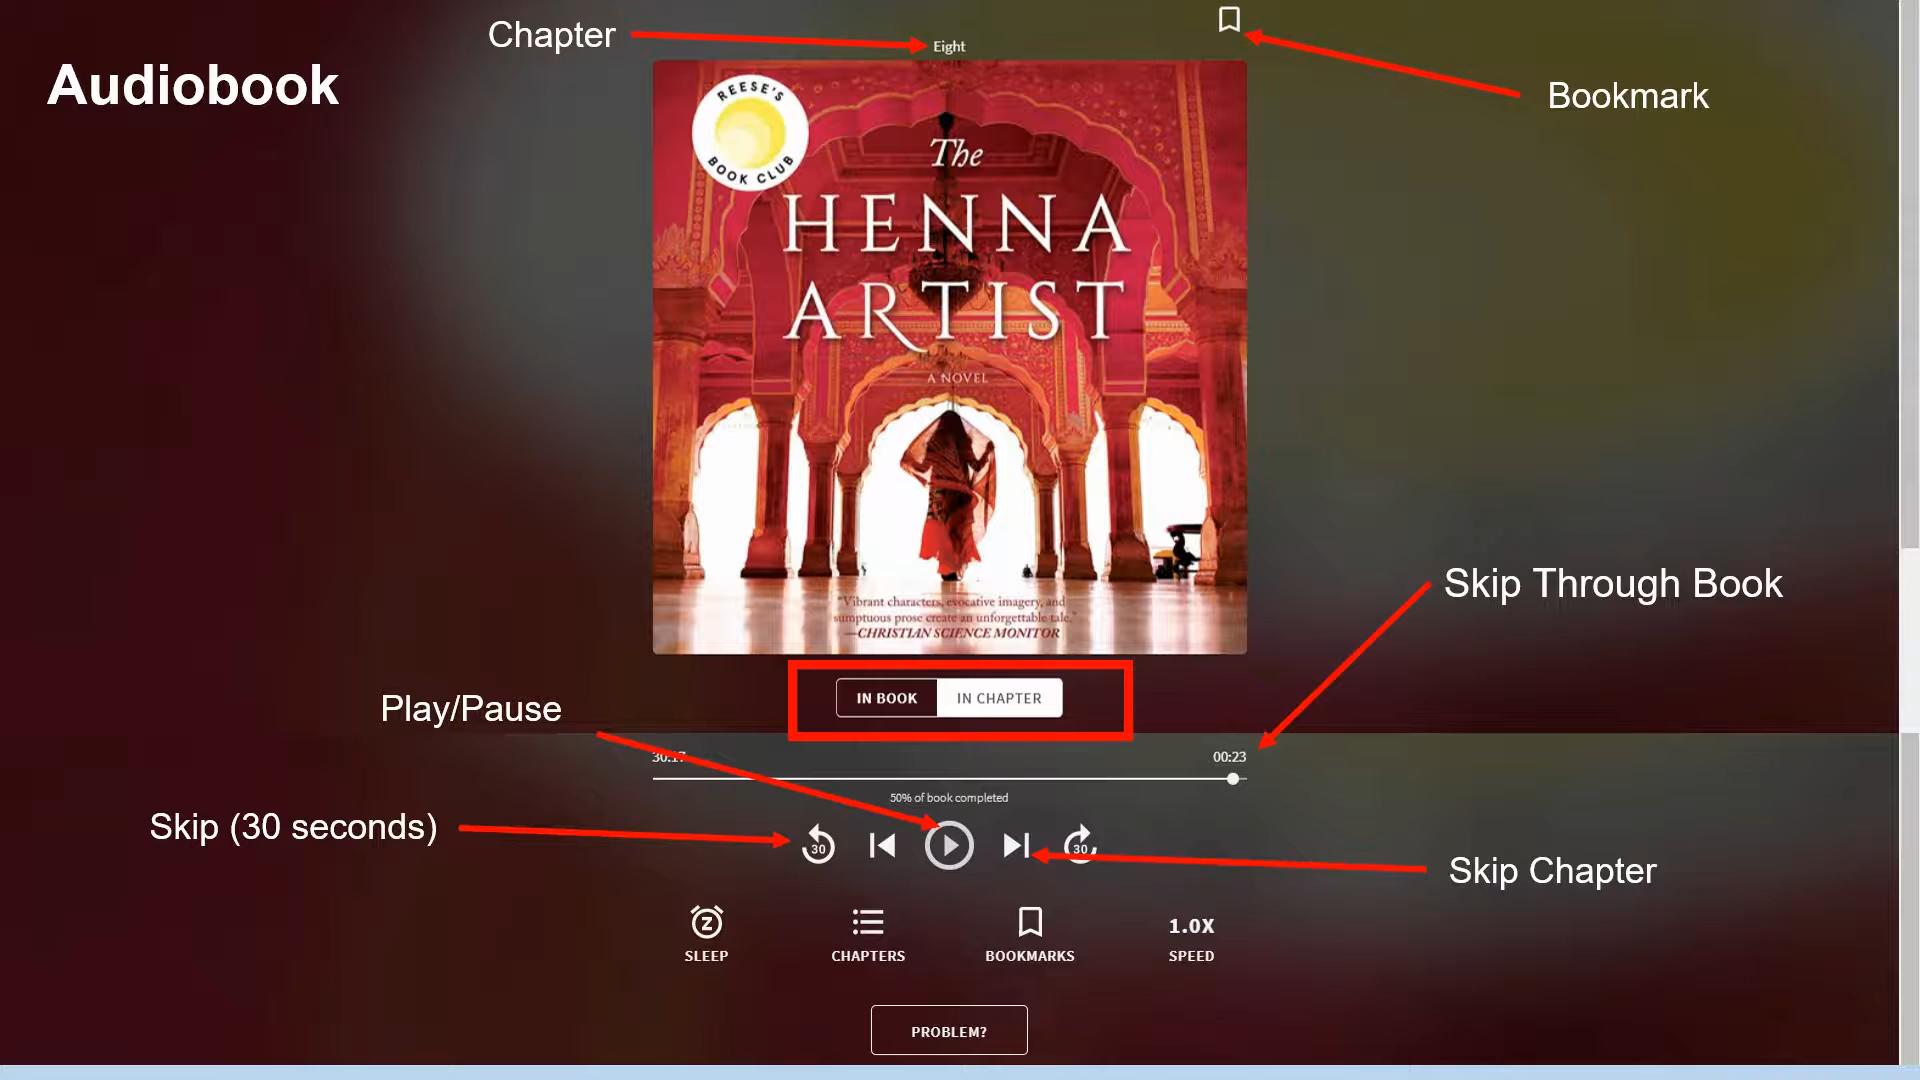 Chapter
Eight
Audiobook
Bookmark
REESE'S
BOOK CLUB
The
HENNA
ARTIST
A NOVEL
"Vibrant characters, evocative imagery, and
sumptuous prose create an unforgettable tale."
—CHRISTIAN SCIENCE MONITOR
Skip Through Book
IN BOOK
IN CHAPTER
Play/Pause
30:17
00:23
50% of book completed
Skip (30 seconds)
30
30
Skip Chapter
Z
SLEEP
CHAPTERS
BOOKMARKS
1.0X
SPEED
PROBLEM?